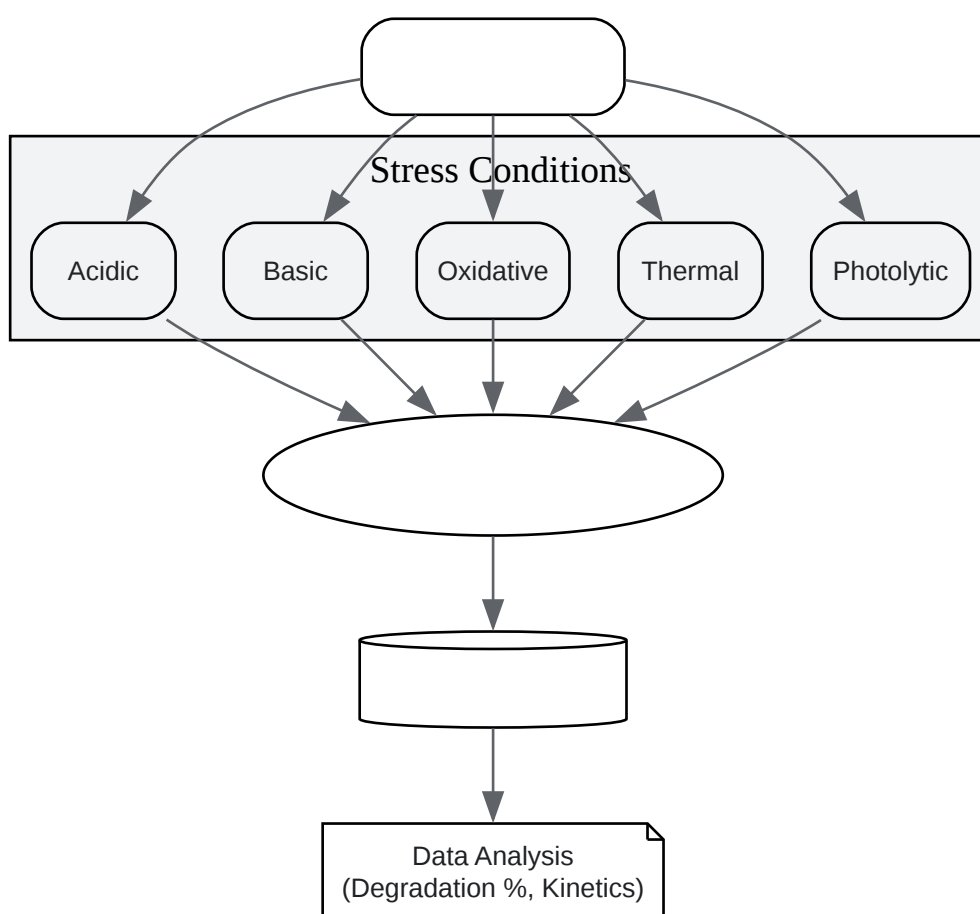 Stress Conditions
Acidic
Basic
Oxidative
Thermal
Photolytic
Data Analysis
(Degradation %, Kinetics)